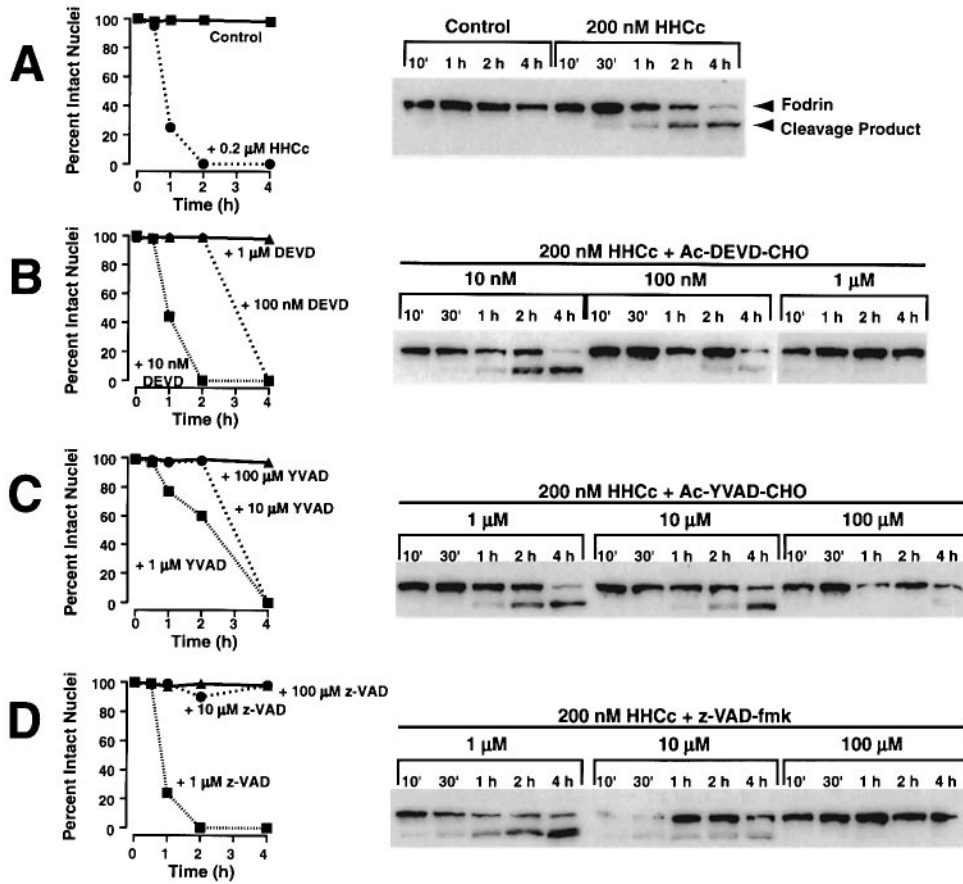 A
Percent Intact Nuclei
100
80
60
40
20
0
Control
+ 0.2 µM HHCc
0 1 2 3 4
Time (h)
Control 200 nM HHCc
10' 1 h 2 h 4 h 10' 30' 1 h 2 h 4 h
Fodrin
Cleavage Product
B
Percent Intact Nuclei
100
80
60
40
20
0
+ 1 µM DEVD
+ 100 nM DEVD
+ 10 nM
DEVD
0 1 2 3 4
Time (h)
200 nM HHCc + Ac-DEVD-CHO
10 nM 100 nM 1 µM
10' 30' 1 h 2 h 4 h 10' 30' 1 h 2 h 4 h 10' 1 h 2 h 4 h
C
Percent Intact Nuclei
100
80
60
40
20
0
+ 100 µM YVAD
+ 10 µM YVAD
+ 1 µM YVAD
0 1 2 3 4
Time (h)
200 nM HHCc + Ac-YVAD-CHO
1 µM 10 µM 100 µM
10' 30' 1 h 2 h 4 h 10' 30' 1 h 2 h 4 h 10' 30' 1 h 2 h 4 h
D
Percent Intact Nuclei
100
80
60
40
20
0
+ 100 µM z-VAD
+ 10 µM z-VAD
+ 1 µM z-VAD
0 1 2 3 4
Time (h)
200 nM HHCc + z-VAD-fmk
1 µM 10 µM 100 µM
10' 30' 1 h 2 h 4 h 10' 30' 1 h 2 h 4 h 10' 30' 1 h 2 h 4 h